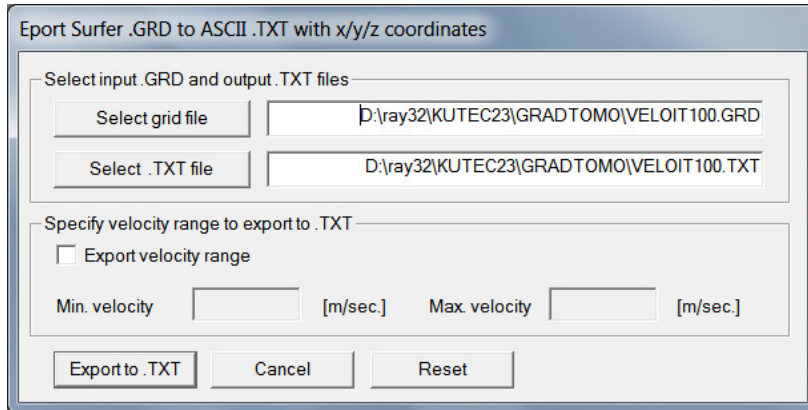 Eport Surfer .GRD to ASCII .TXT with x/y/z coordinates
Select input .GRD and output .TXT files
Select grid file D:\ray32\KUTEC23\GRADTOMO\VELOIT100.GRD
Select .TXT file D:\ray32\KUTEC23\GRADTOMO\VELOIT100.TXT
Specify velocity range to export to .TXT
Export velocity range
Min. velocity [m/sec.] Max. velocity [m/sec.]
Export to .TXT Cancel Reset